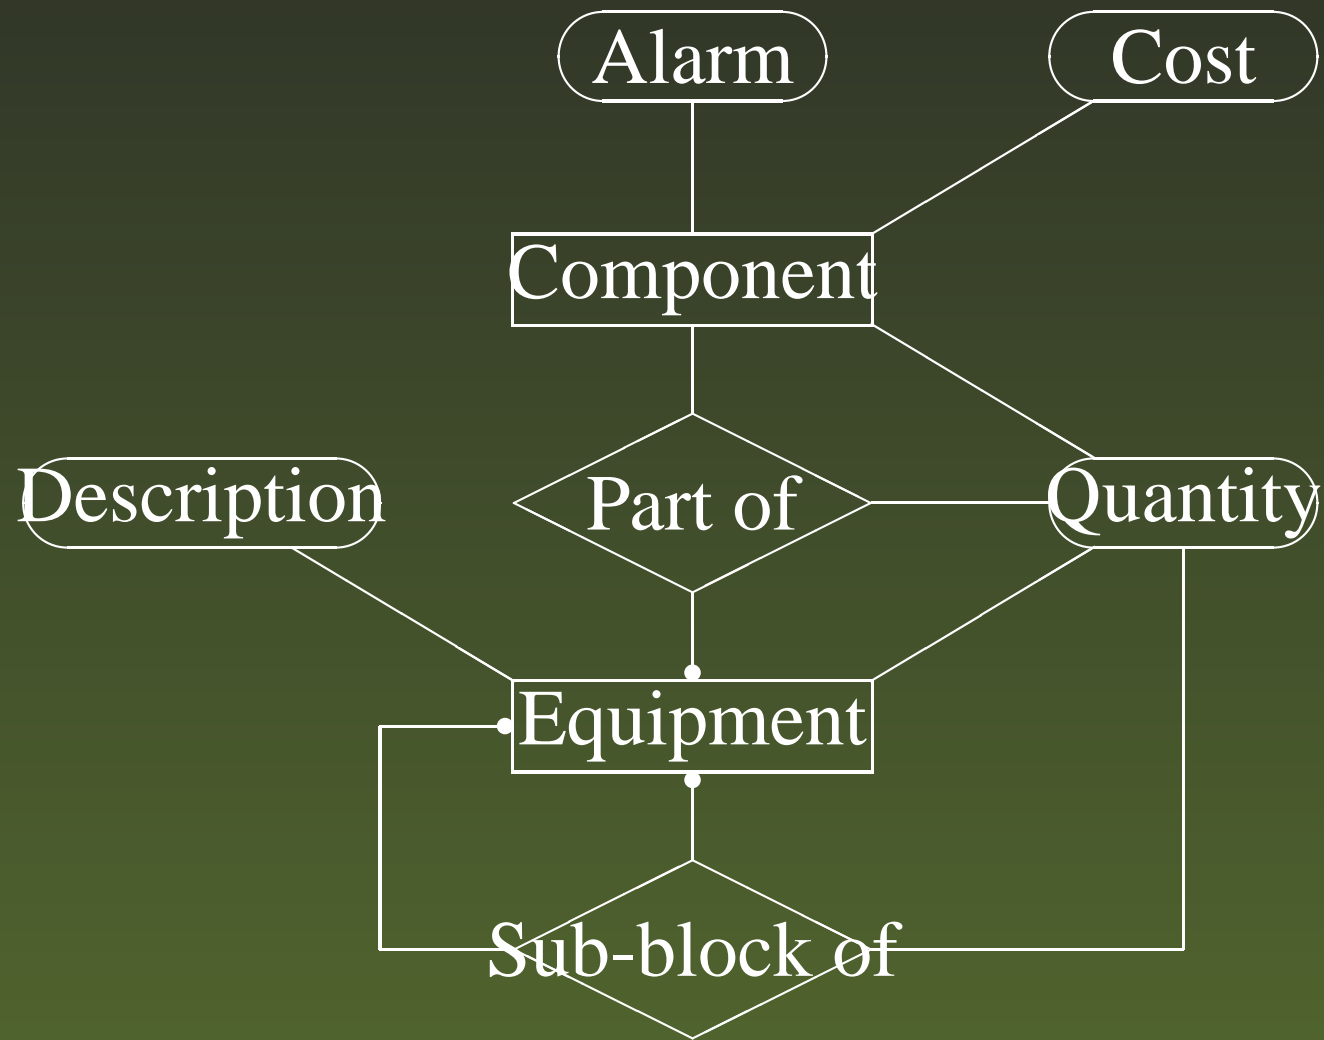 Alarm
Cost
Component
Description
Part of
Quantity
Equipment
Sub-block of